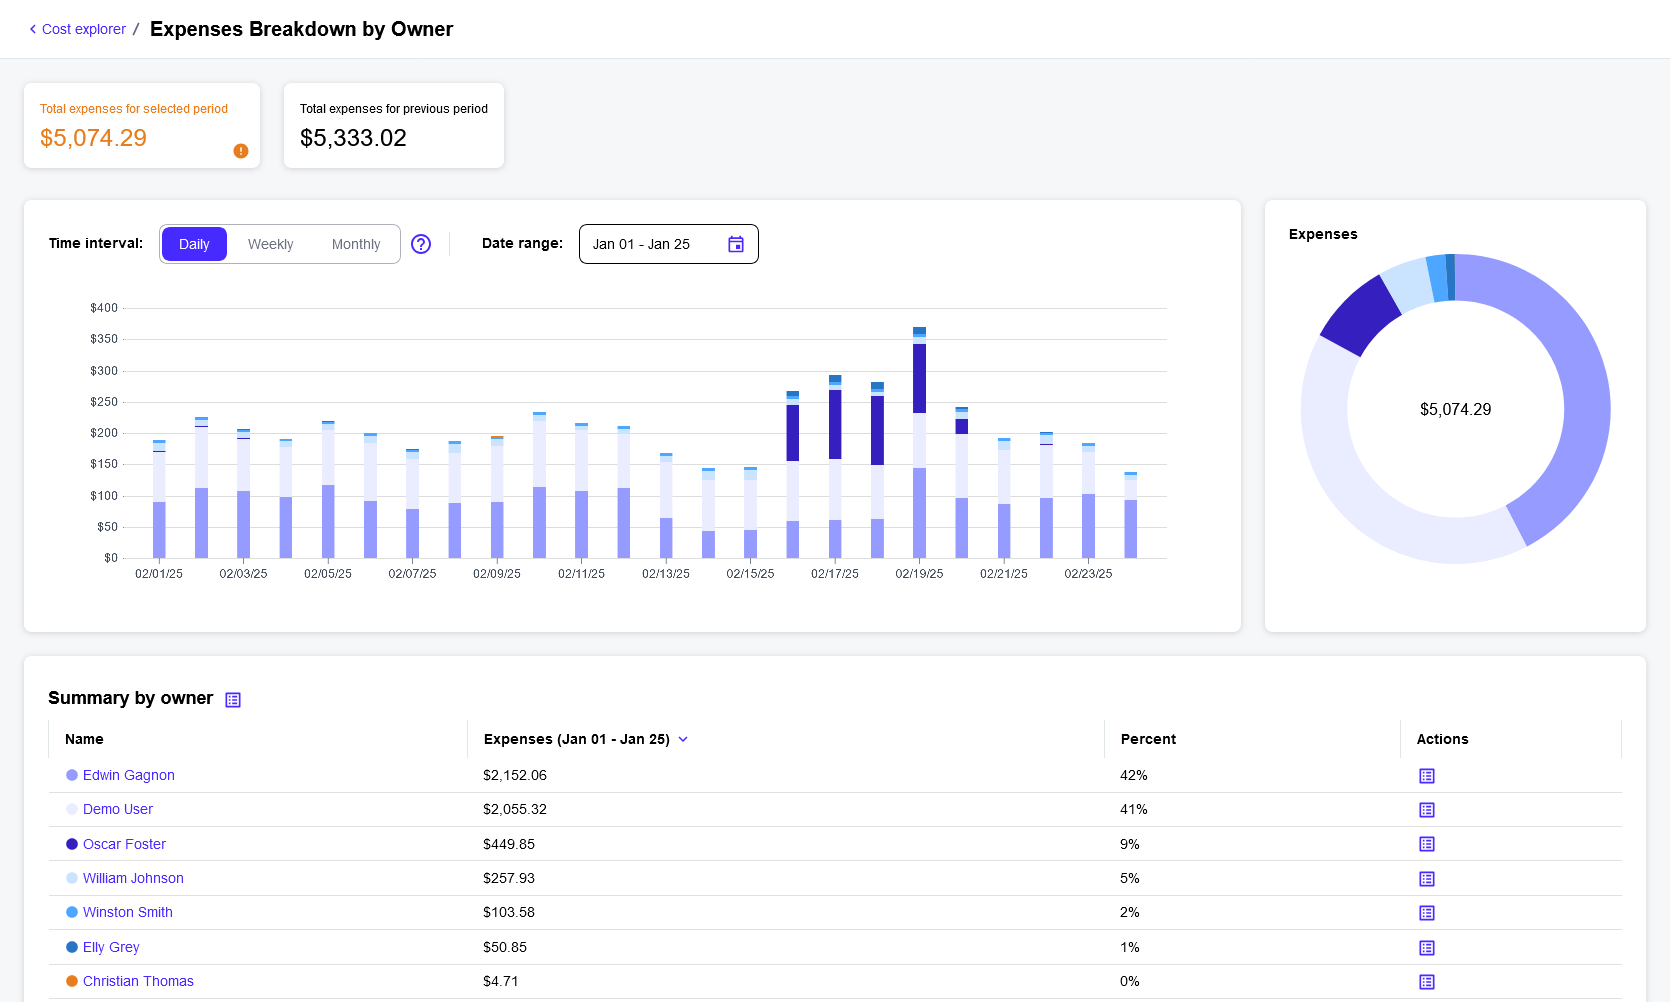 Cost explorer / Expenses Breakdown by Owner
Total expenses for selected period
$5,074.29
Total expenses for previous period
$5,333.02
Time interval: Daily Weekly Monthly Date range: Jan 01 - Jan 25
$400
$350
$300
$250
$200
$150
$100
$50
$0
02/01/25 02/03/25 02/05/25 02/07/25 02/09/25 02/11/25 02/13/25 02/15/25 02/17/25 02/19/25 02/21/25 02/23/25
Expenses
$5,074.29
Summary by owner
Name Expenses (Jan 01 - Jan 25) Percent Actions
Edwin Gagnon $2,152.06 42%
Demo User $2,055.32 41%
Oscar Foster $449.85 9%
William Johnson $257.93 5%
Winston Smith $103.58 2%
Elly Grey $50.85 1%
Christian Thomas $4.71 0%